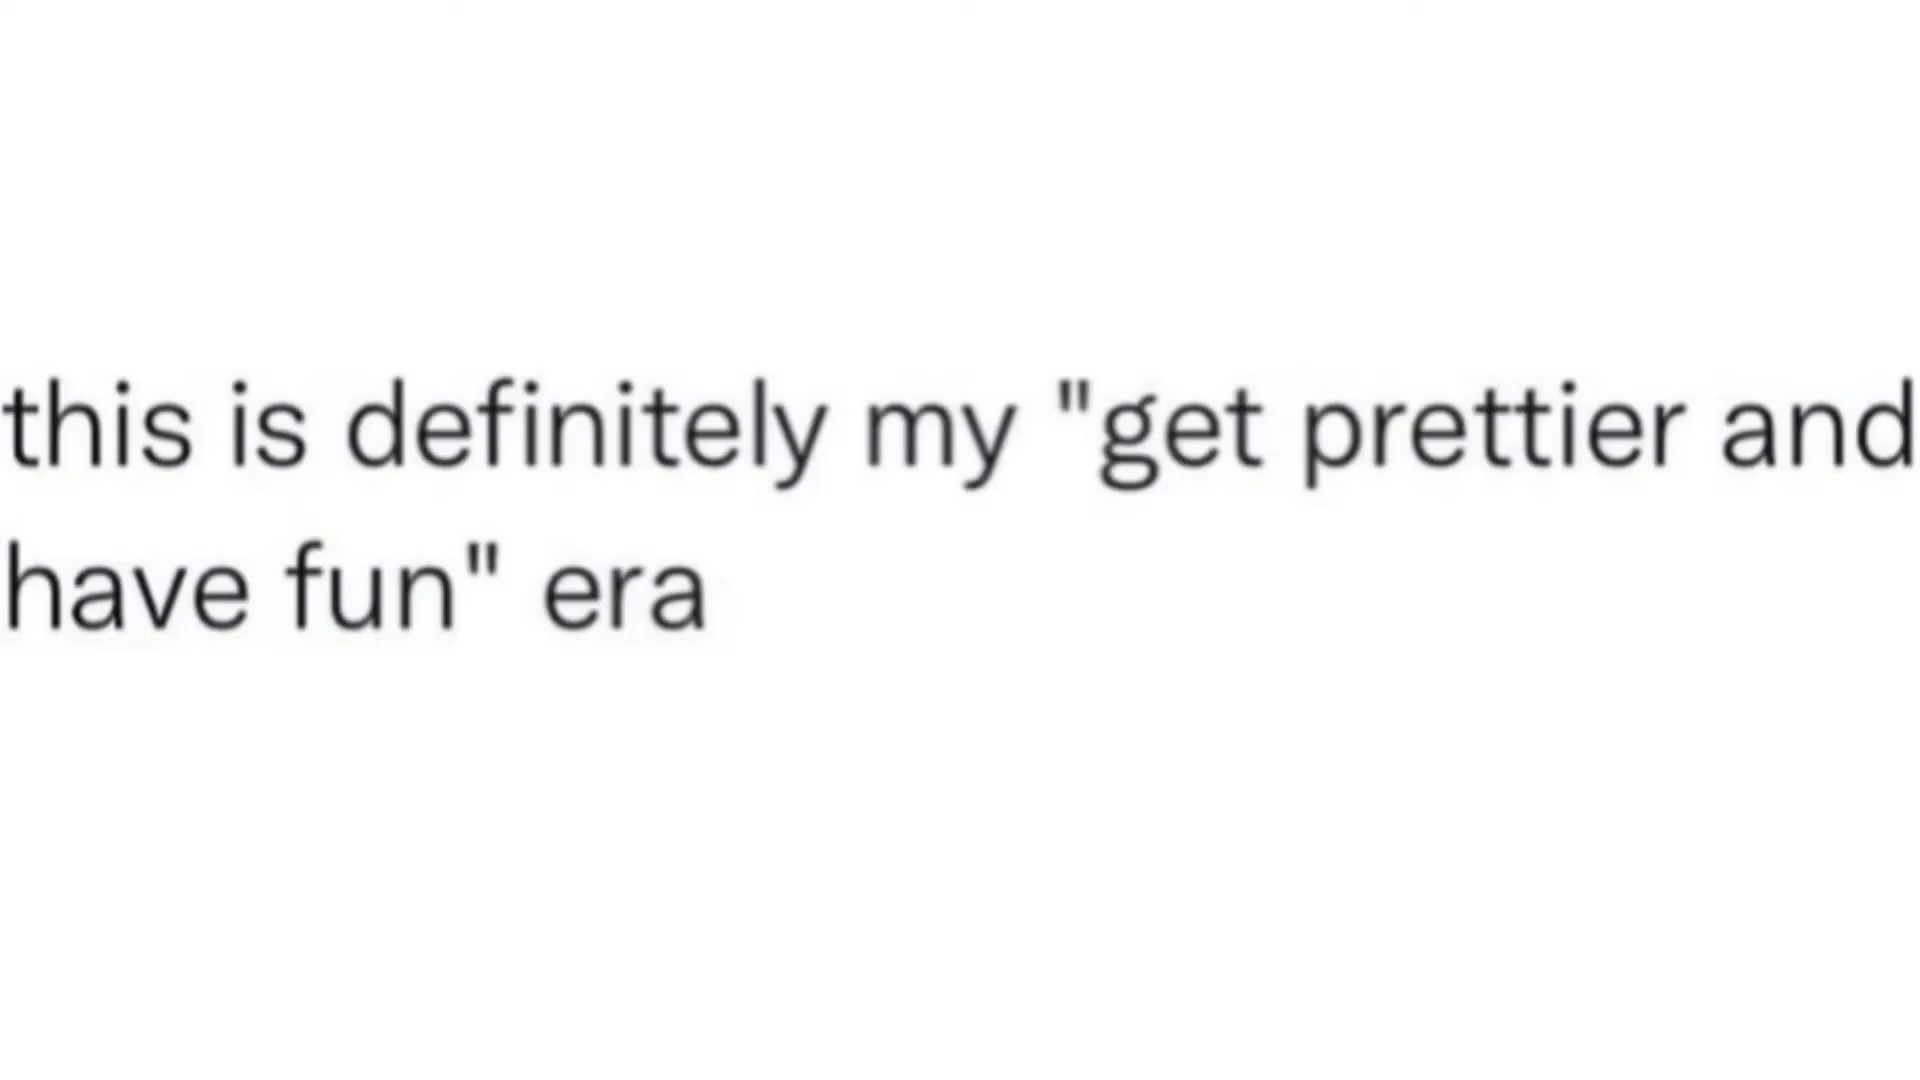 this is definitely my "get prettier and
have fun" era